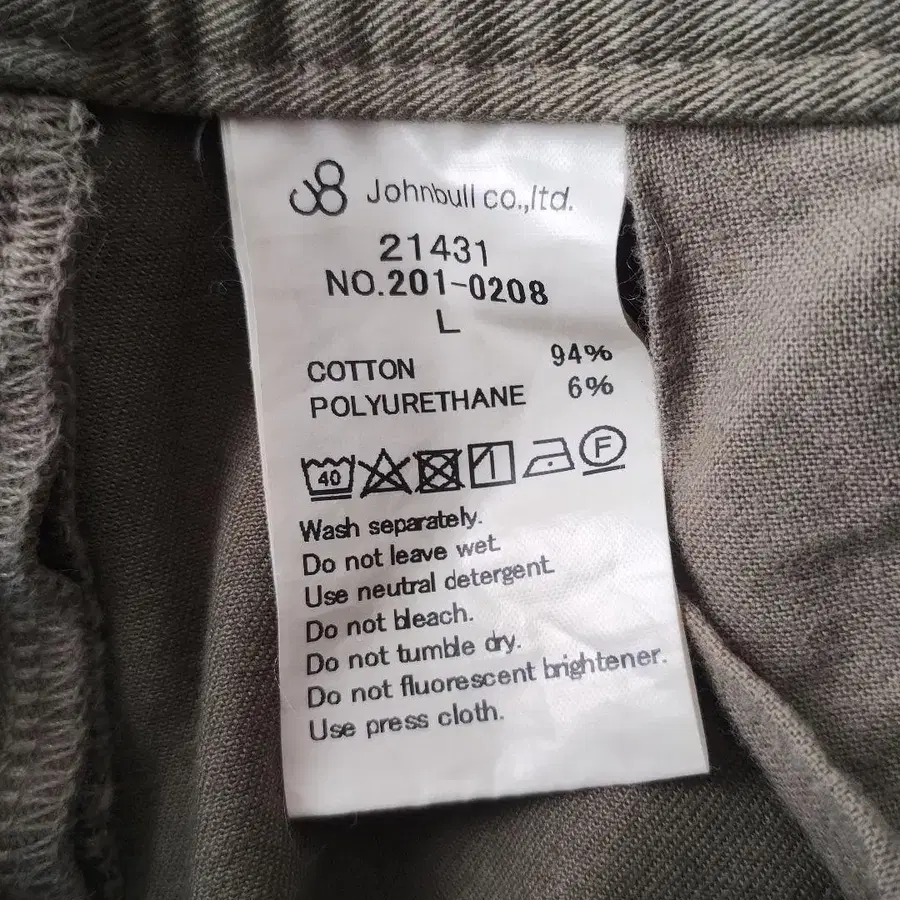 Johnbull co.,ltd.
21431
NO.201-0208
L
COTTON 94%
POLYURETHANE 6%
40 F
Wash separately.
Do not leave wet.
Use neutral detergent.
Do not bleach.
Do not tumble dry.
Do not fluorescent brightener.
Use press cloth.